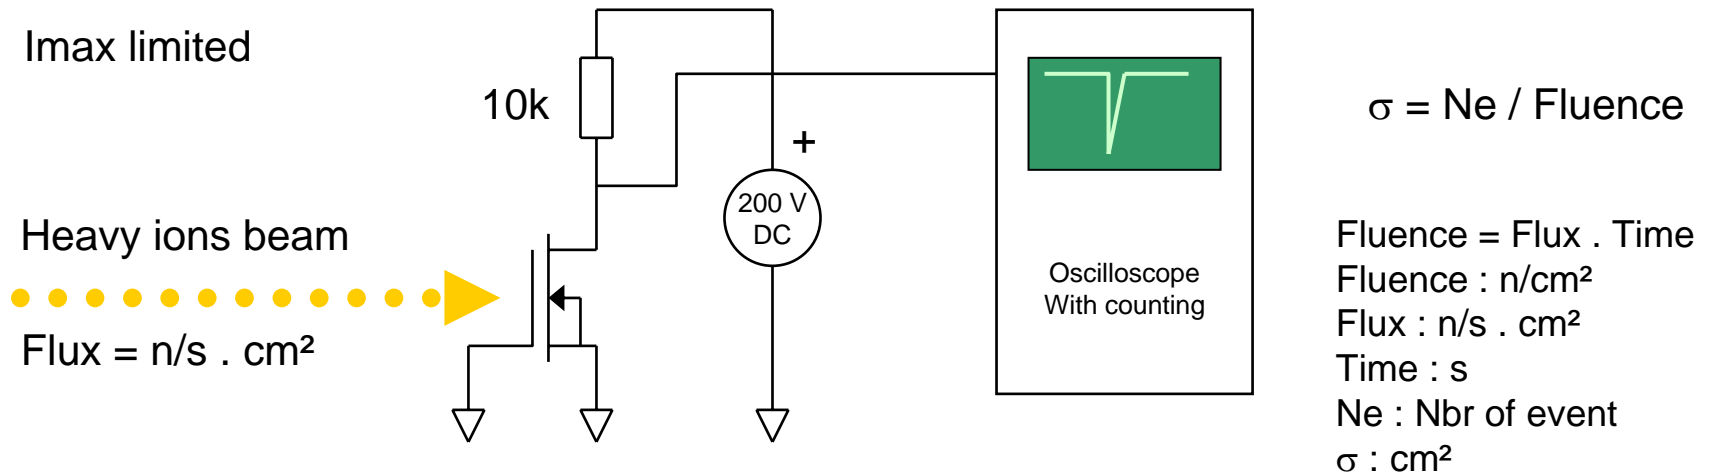 Imax limited
10k
+
200 V
DC
Heavy ions beam
Flux = n/s . cm²
Oscilloscope
With counting
σ = Ne / Fluence
Fluence = Flux . Time
Fluence : n/cm²
Flux : n/s . cm²
Time : s
Ne : Nbr of event
σ : cm²